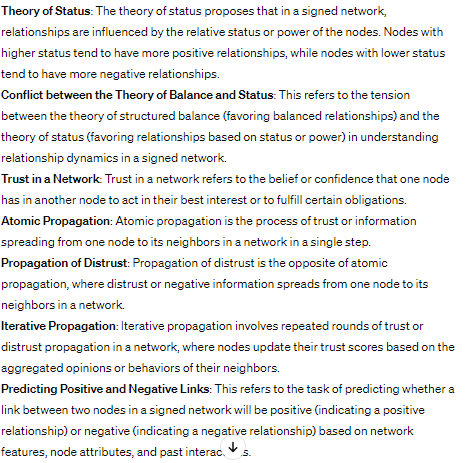 Theory of Status: The theory of status proposes that in a signed network,
relationships are influenced by the relative status or power of the nodes. Nodes with
higher status tend to have more positive relationships, while nodes with lower status
tend to have more negative relationships.
Conflict between the Theory of Balance and Status: This refers to the tension
between the theory of structured balance (favoring balanced relationships) and the
theory of status (favoring relationships based on status or power) in understanding
relationship dynamics in a signed network.
Trust in a Network: Trust in a network refers to the belief or confidence that one node
has in another node to act in their best interest or to fulfill certain obligations.
Atomic Propagation: Atomic propagation is the process of trust or information
spreading from one node to its neighbors in a network in a single step.
Propagation of Distrust: Propagation of distrust is the opposite of atomic
propagation, where distrust or negative information spreads from one node to its
neighbors in a network.
Iterative Propagation: Iterative propagation involves repeated rounds of trust or
distrust propagation in a network, where nodes update their trust scores based on the
aggregated opinions or behaviors of their neighbors.
Predicting Positive and Negative Links: This refers to the task of predicting whether a
link between two nodes in a signed network will be positive (indicating a positive
relationship) or negative (indicating a negative relationship) based on network
features, node attributes, and past